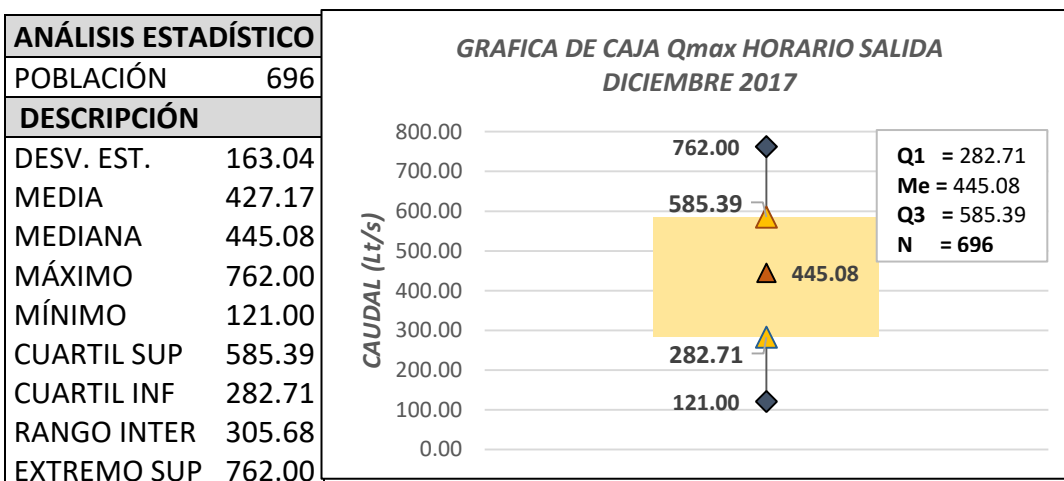 ANÁLISIS ESTADÍSTICO
POBLACIÓN 696
DESCRIPCIÓN
DESV. EST. 163.04
MEDIA 427.17
MEDIANA 445.08
MÁXIMO 762.00
MÍNIMO 121.00
CUARTIL SUP 585.39
CUARTIL INF 282.71
RANGO INTER 305.68
EXTREMO SUP 762.00
GRAFICA DE CAJA Qmax HORARIO SALIDA
DICIEMBRE 2017
CAUDAL (Lt/s)
800.00
700.00
600.00
500.00
400.00
300.00
200.00
100.00
0.00
762.00
585.39
445.08
282.71
121.00
Q1 = 282.71
Me = 445.08
Q3 = 585.39
N = 696